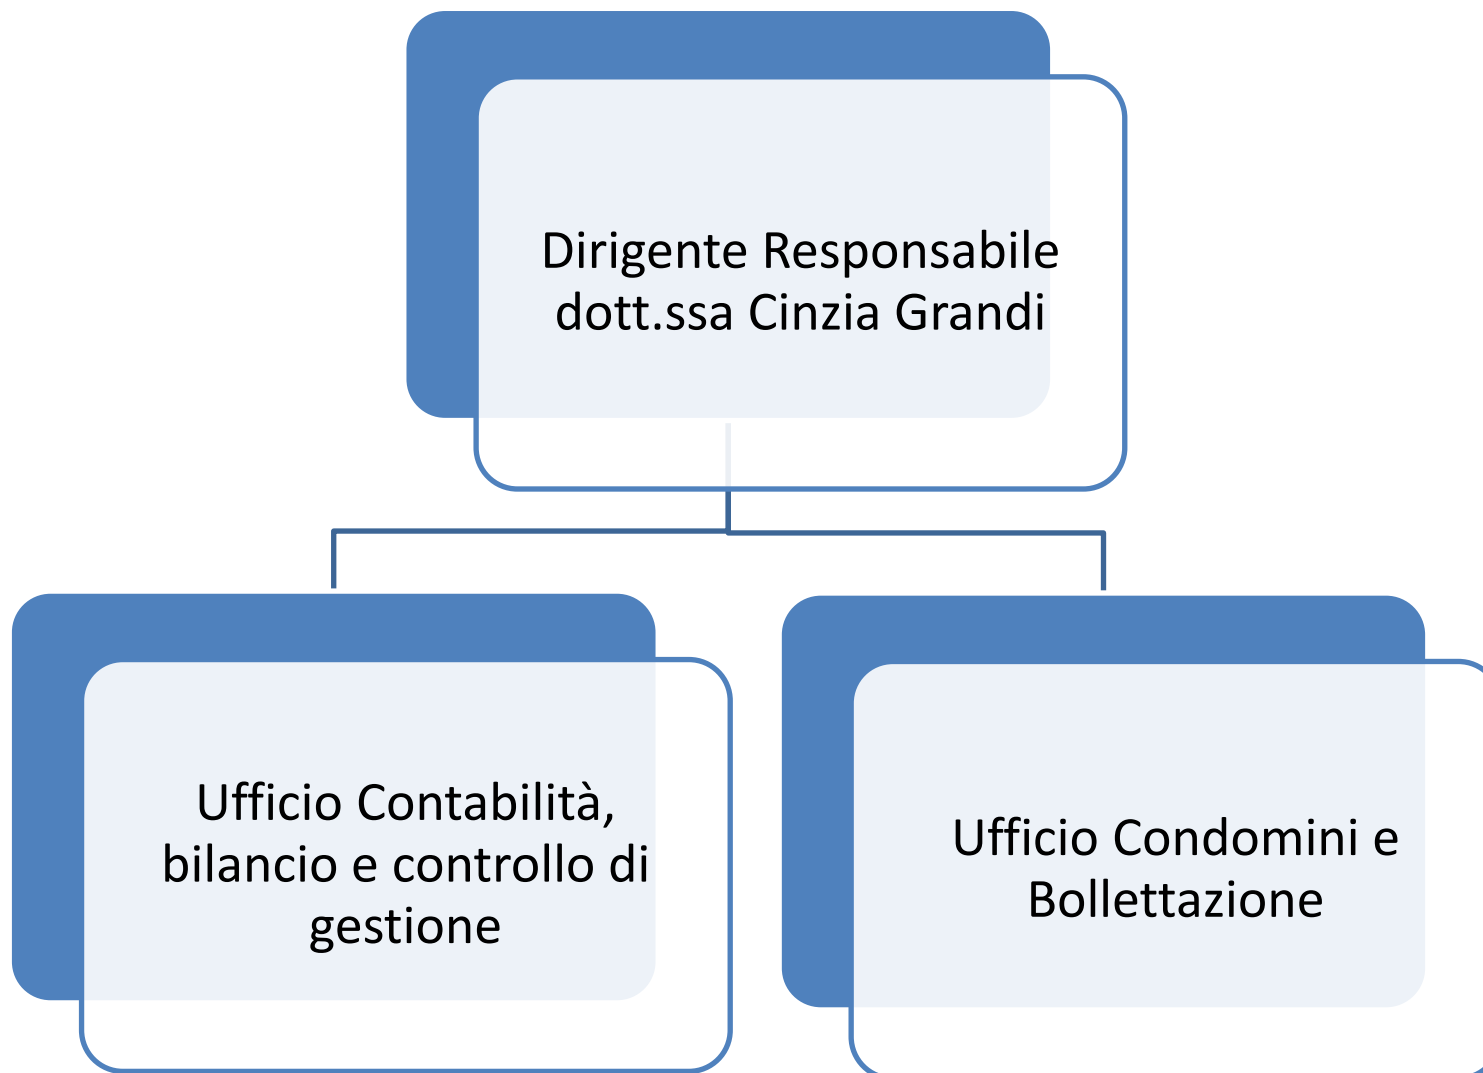 Dirigente Responsabile
dott.ssa Cinzia Grandi
Ufficio Contabilità,
bilancio e controllo di
gestione
Ufficio Condomini e
Bollettazione